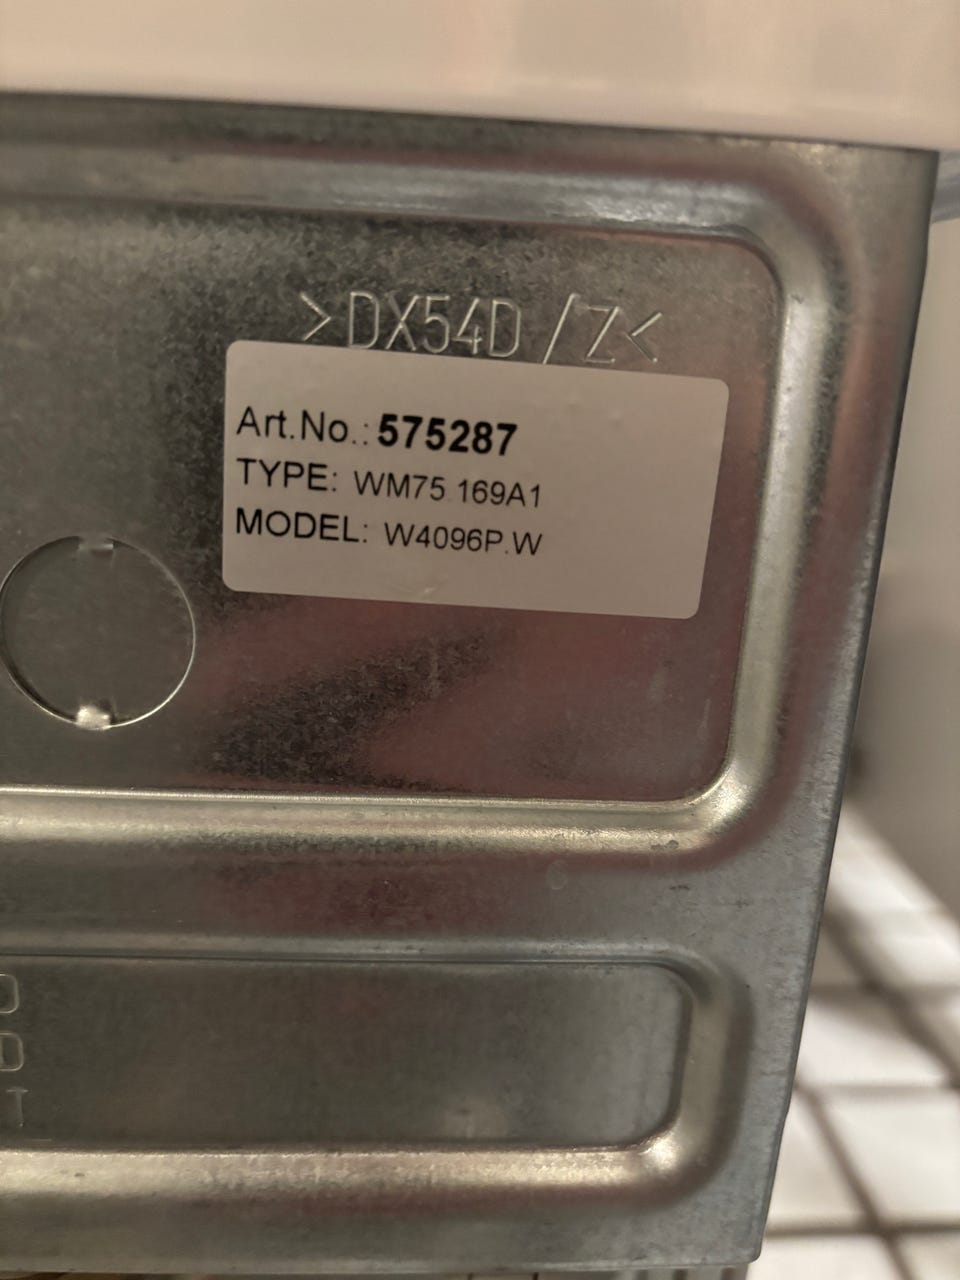 >DX54D /Z<
Art.No.: 575287
TYPE: WM75 169A1
MODEL: W4096P.W
D
T